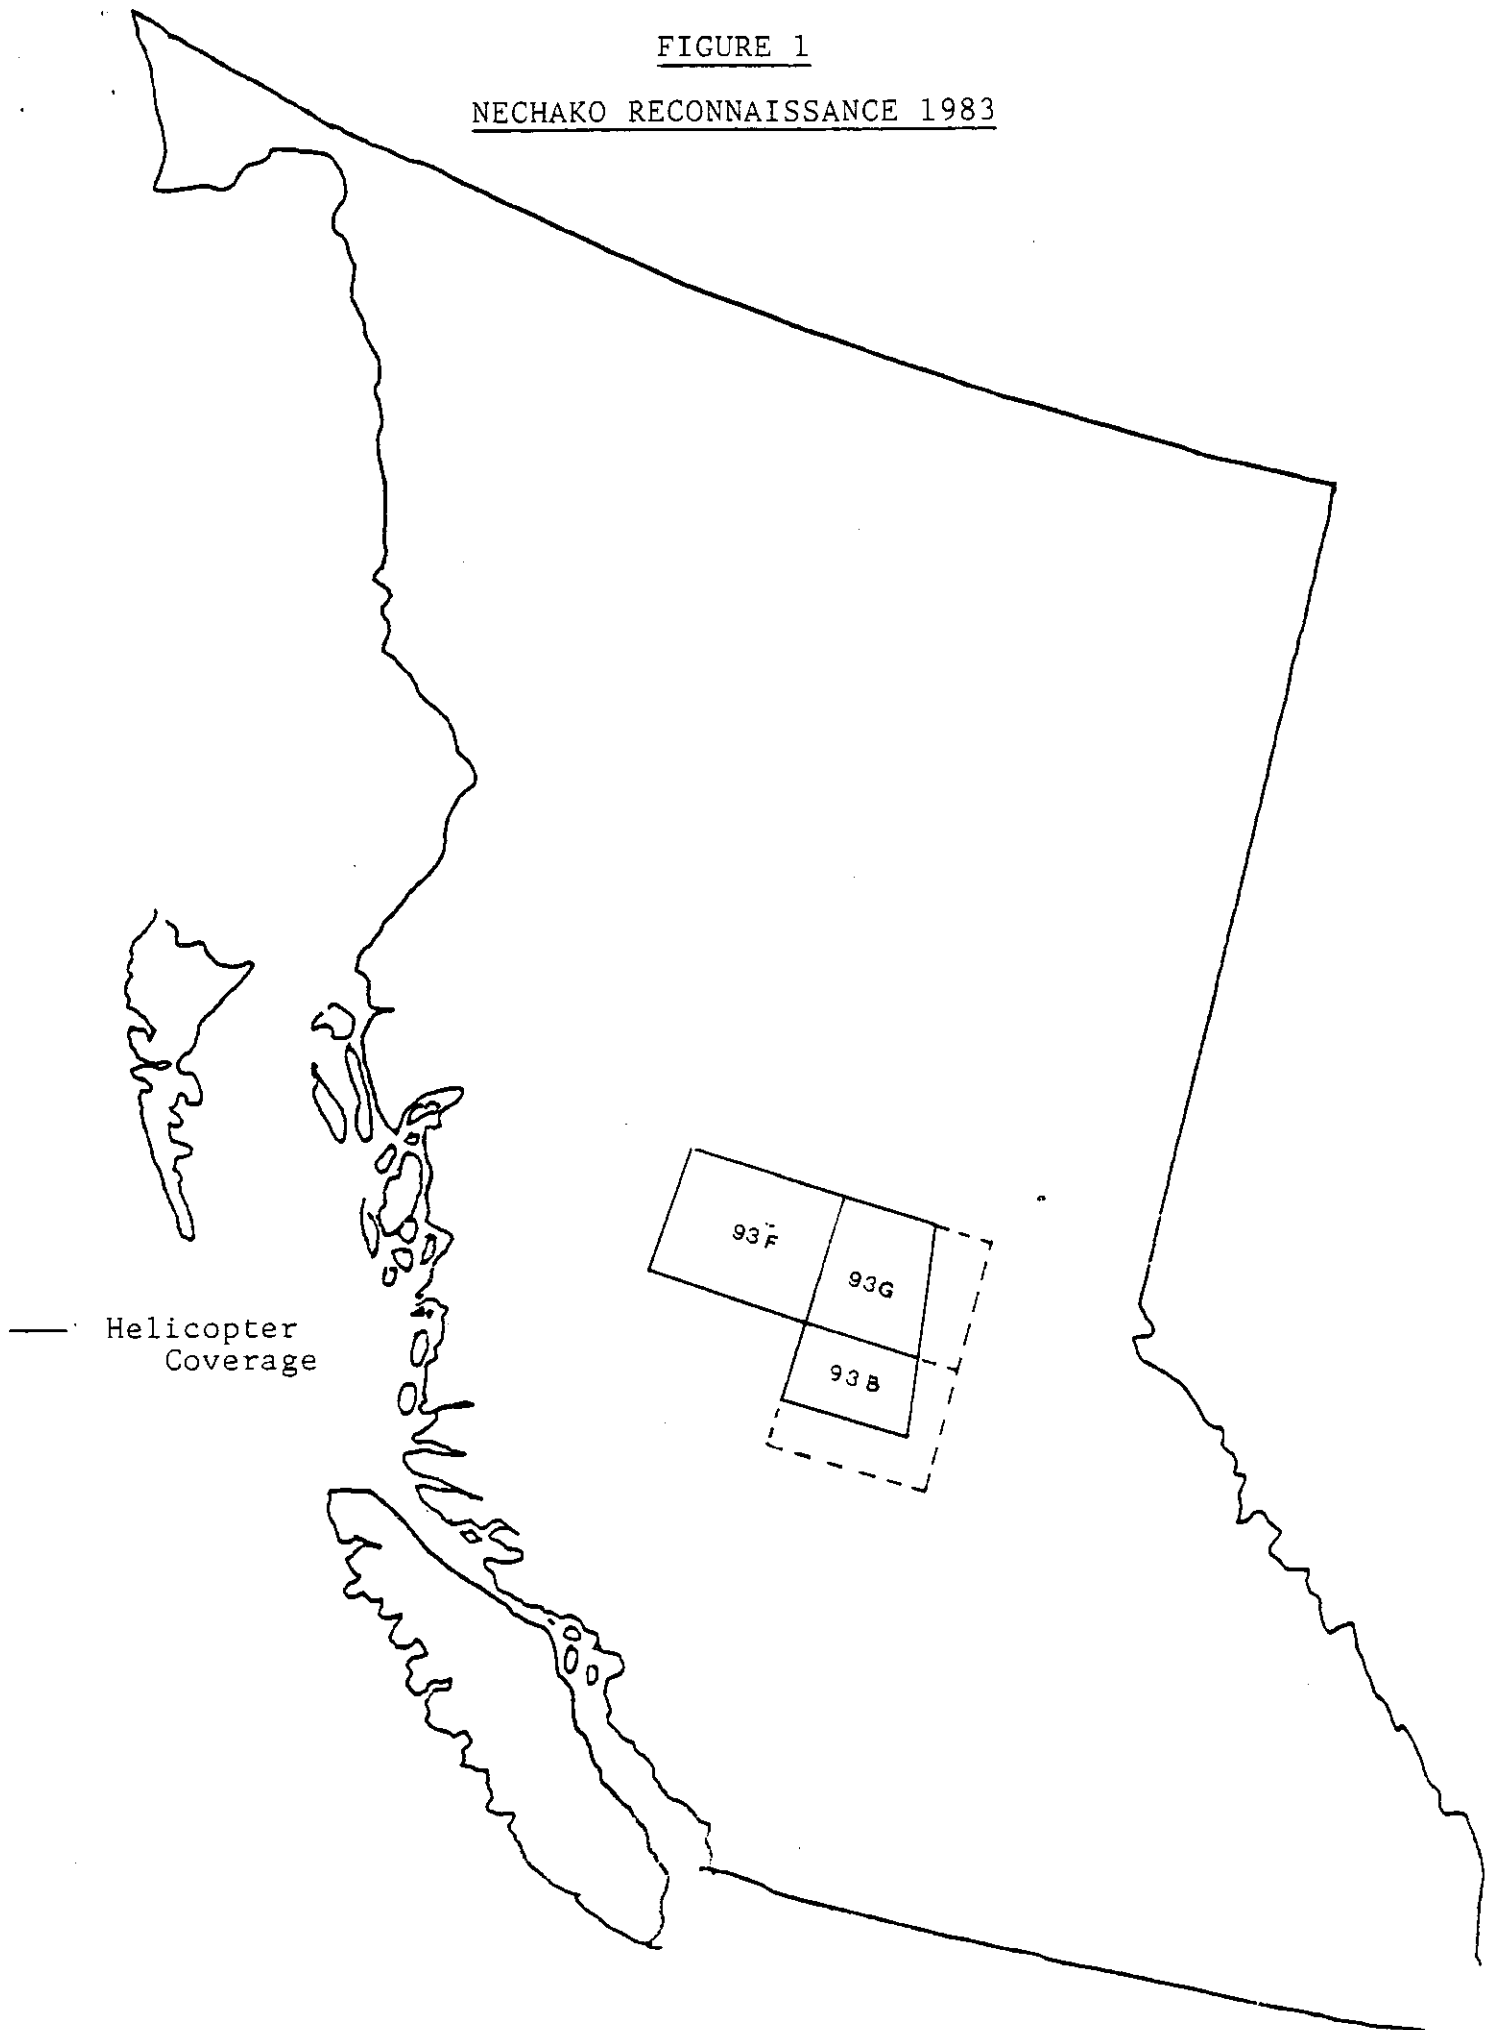 FIGURE 1
NECHAKO RECONNAISSANCE 1983
93F
93G
93B
Helicopter
Coverage